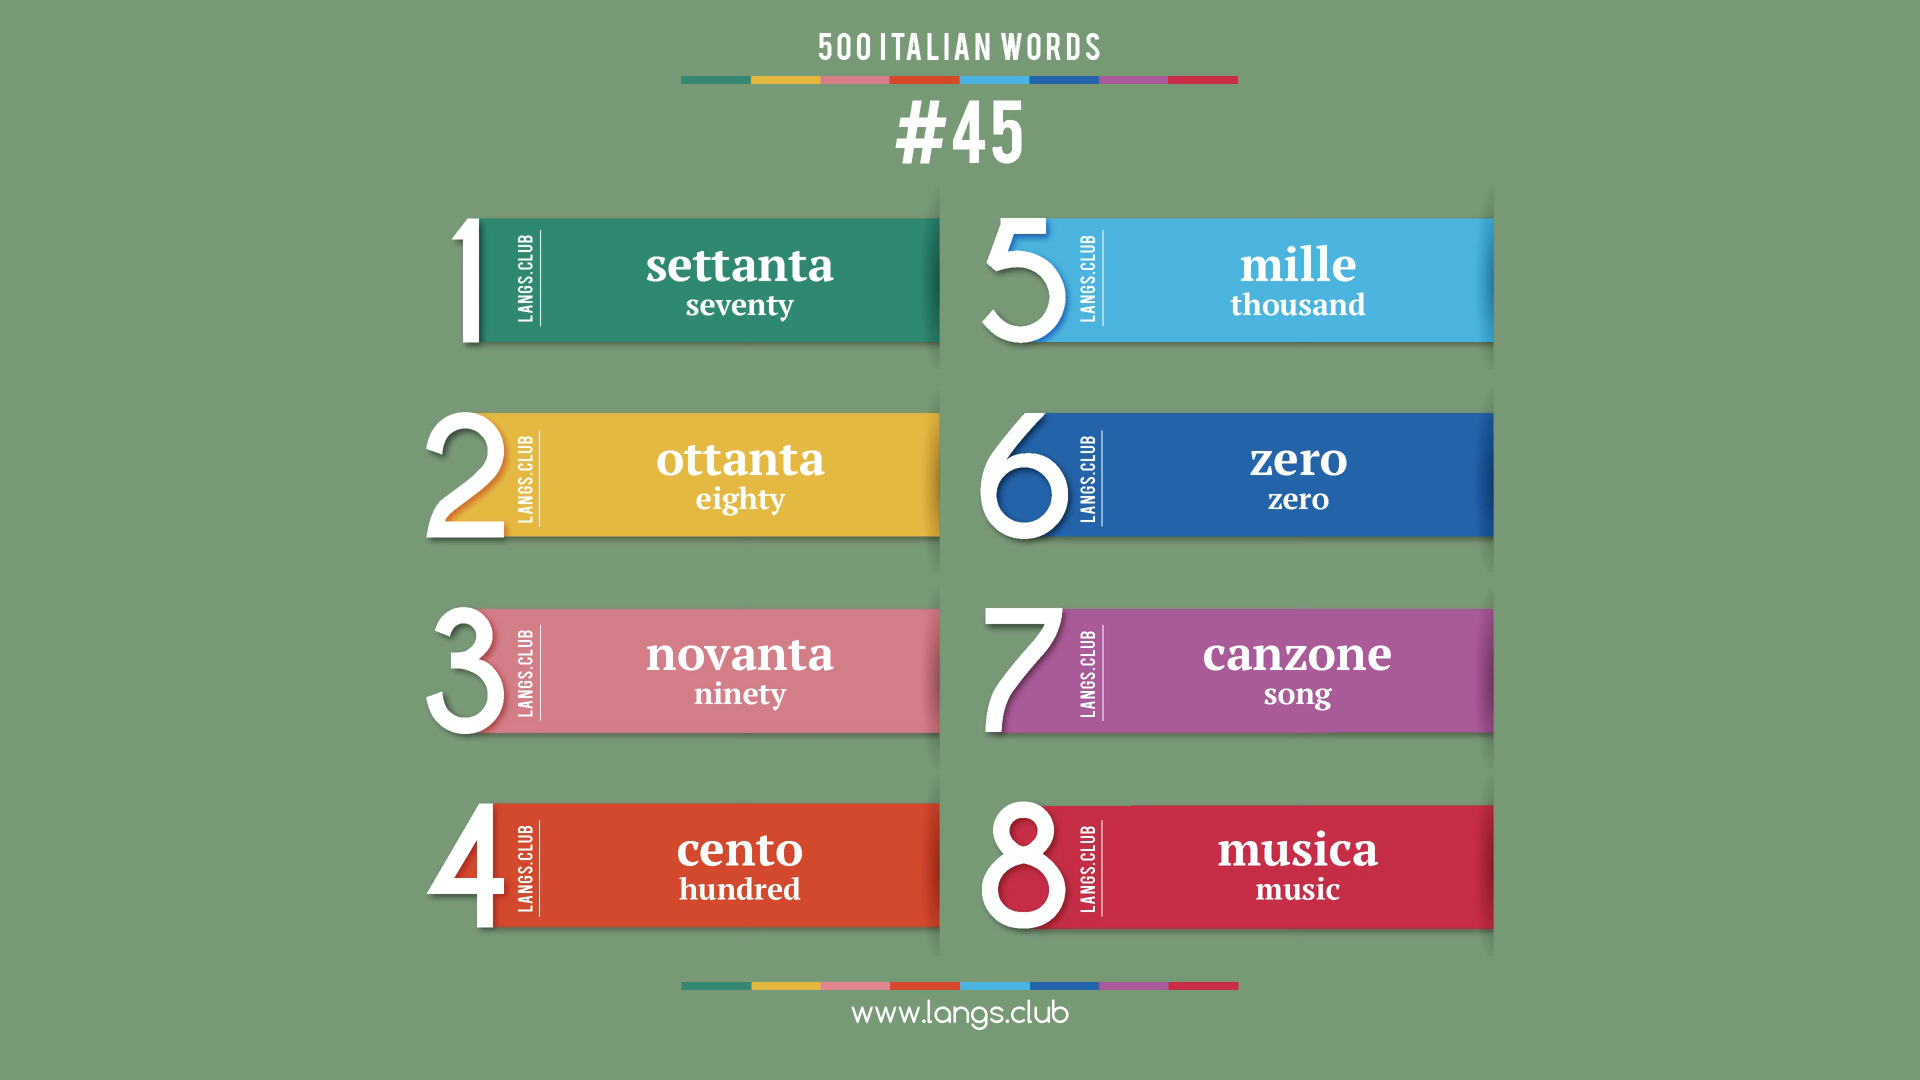 500 ITALIAN WORDS
#45
1
LANGS.CLUB
settanta
seventy
2
LANGS.CLUB
ottanta
eighty
3
LANGS.CLUB
novanta
ninety
4
LANGS.CLUB
cento
hundred
5
LANGS.CLUB
mille
thousand
6
LANGS.CLUB
zero
zero
7
LANGS.CLUB
canzone
song
8
LANGS.CLUB
musica
music
www.langs.club